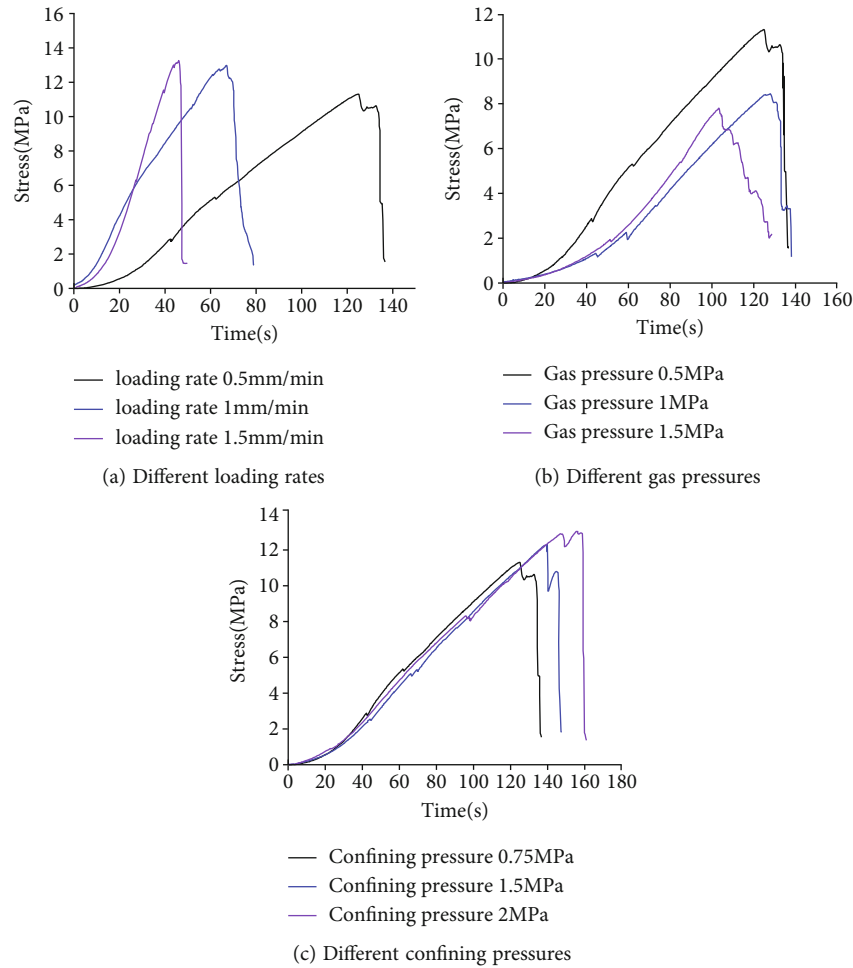 16
14
12
10
8
6
4
2
0
Stress(MPa)
0 20 40 60 80 100 120 140
Time(s)
loading rate 0.5mm/min
loading rate 1mm/min
loading rate 1.5mm/min
(a) Different loading rates
12
10
8
6
4
2
0
Stress(MPa)
0 20 40 60 80 100 120 140 160
Time(s)
Gas pressure 0.5MPa
Gas pressure 1MPa
Gas pressure 1.5MPa
(b) Different gas pressures
14
12
10
8
6
4
2
0
Stress(MPa)
0 20 40 60 80 100 120 140 160 180
Time(s)
Confining pressure 0.75MPa
Confining pressure 1.5MPa
Confining pressure 2MPa
(c) Different confining pressures